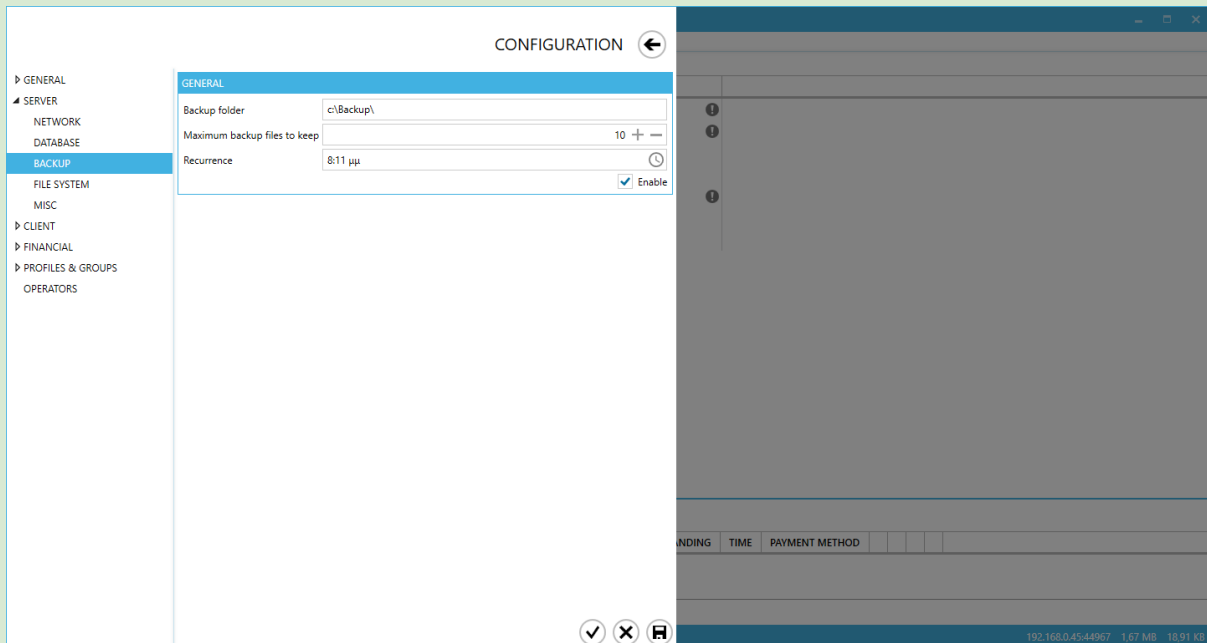 CONFIGURATION
GENERAL
SERVER
NETWORK
DATABASE
BACKUP
FILE SYSTEM
MISC
CLIENT
FINANCIAL
PROFILES & GROUPS
OPERATORS
GENERAL
Backup folder c:\Backup\
Maximum backup files to keep 10
Recurrence 8:11 μμ
Enable
NDING TIME PAYMENT METHOD
192.168.0.45:44967 1,67 MB 18,91 KB